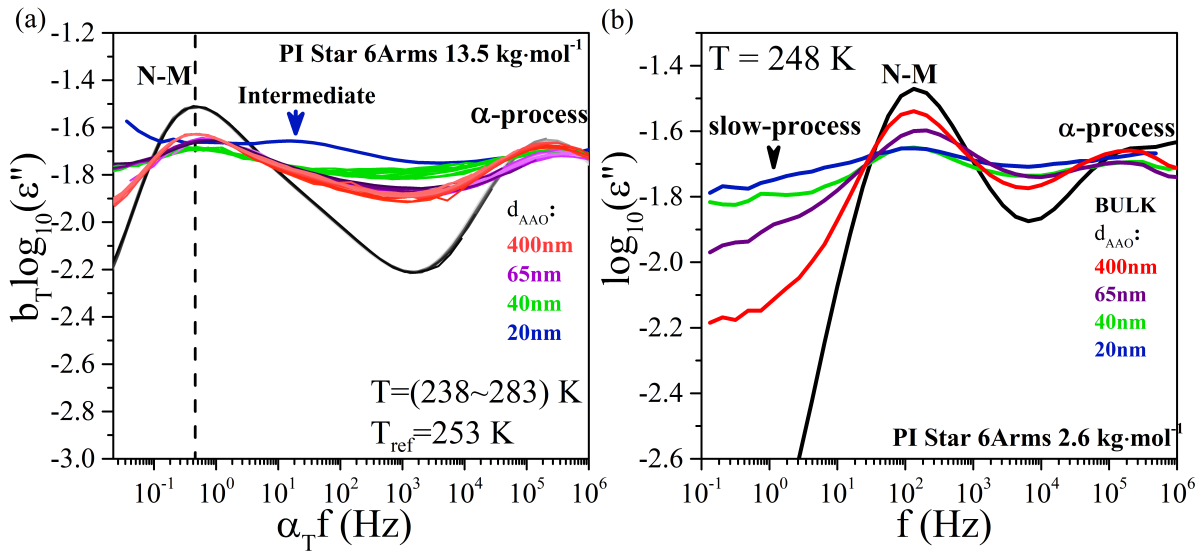 (a)
b_T log₁₀(ε'')
-1.2
-1.4
-1.6
-1.8
-2.0
-2.2
-2.4
-2.6
-2.8
-3.0
PI Star 6Arms 13.5 kg·mol⁻¹
N-M
Intermediate
α-process
d_AAO:
400nm
65nm
40nm
20nm
T=(238~283) K
T_ref=253 K
10⁻¹ 10⁰ 10¹ 10² 10³ 10⁴ 10⁵ 10⁶
α_T f (Hz)
(b)
log₁₀(ε'')
-1.4
-1.6
-1.8
-2.0
-2.2
-2.4
-2.6
T = 248 K
N-M
slow-process
α-process
BULK
d_AAO:
400nm
65nm
40nm
20nm
PI Star 6Arms 2.6 kg·mol⁻¹
10⁻¹ 10⁰ 10¹ 10² 10³ 10⁴ 10⁵ 10⁶
f (Hz)